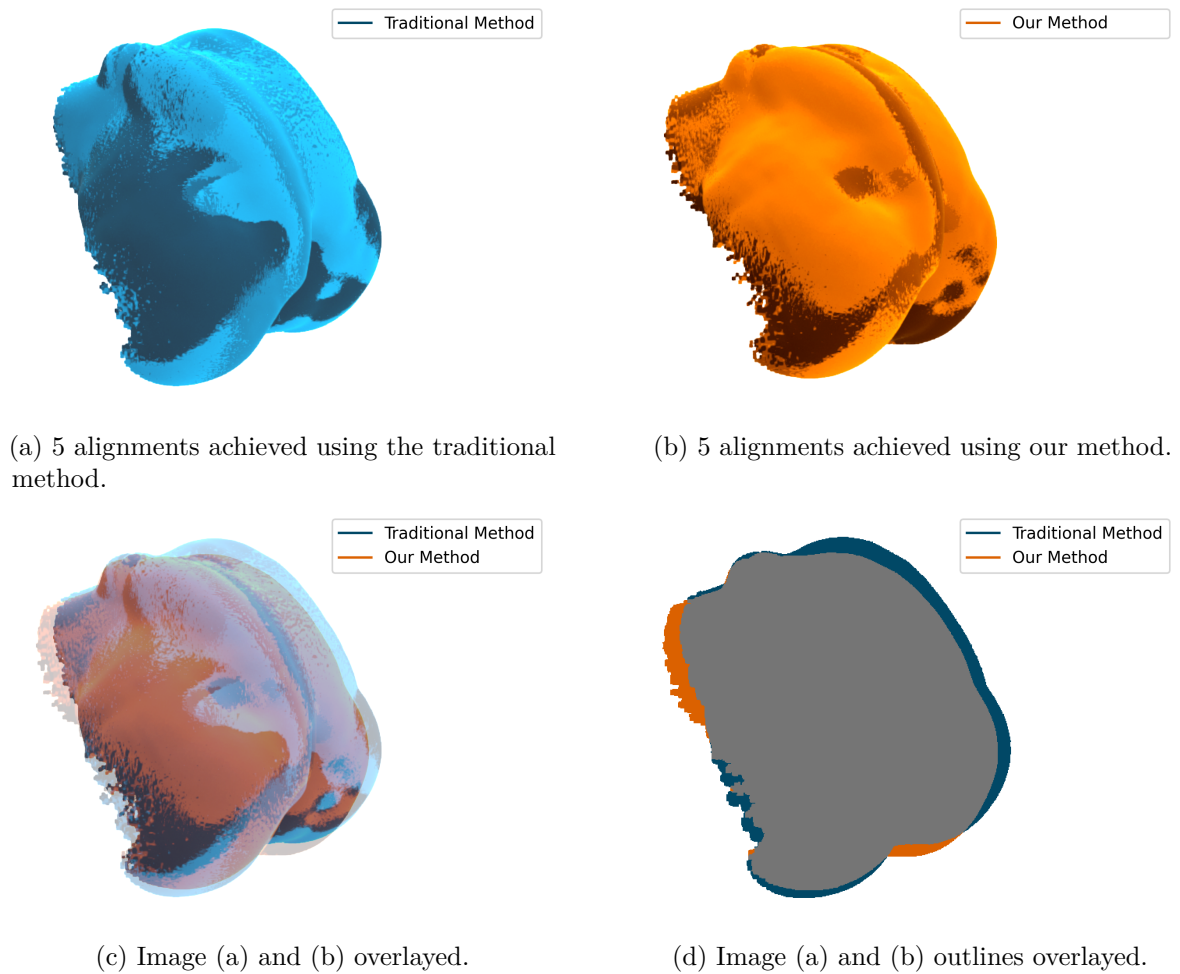 Traditional Method
Our Method
(a) 5 alignments achieved using the traditional
method.
(b) 5 alignments achieved using our method.
Traditional Method
Our Method
Traditional Method
Our Method
(c) Image (a) and (b) overlayed.
(d) Image (a) and (b) outlines overlayed.